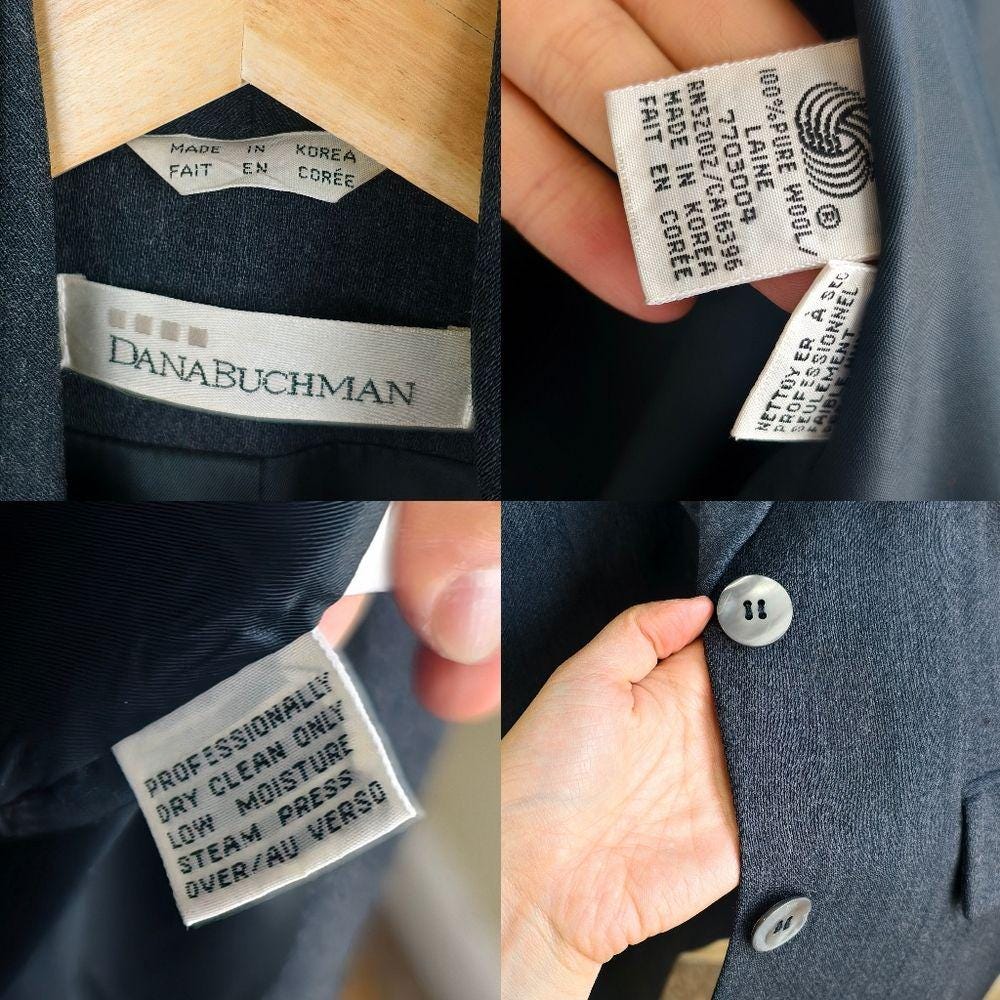 MADE IN KOREA
FAIT EN CORÉE
DANABUCHMAN
®
100% PURE WOOL/
LAINE
7703004
RN52002/CA16396
MADE IN KOREA
FAIT EN CORÉE
NETTOYER À SEC
PROFESSIONNEL
SEULEMENT
FAIBLE
PROFESSIONALLY
DRY CLEAN ONLY
LOW MOISTURE
STEAM PRESS
OVER/AU VERSO